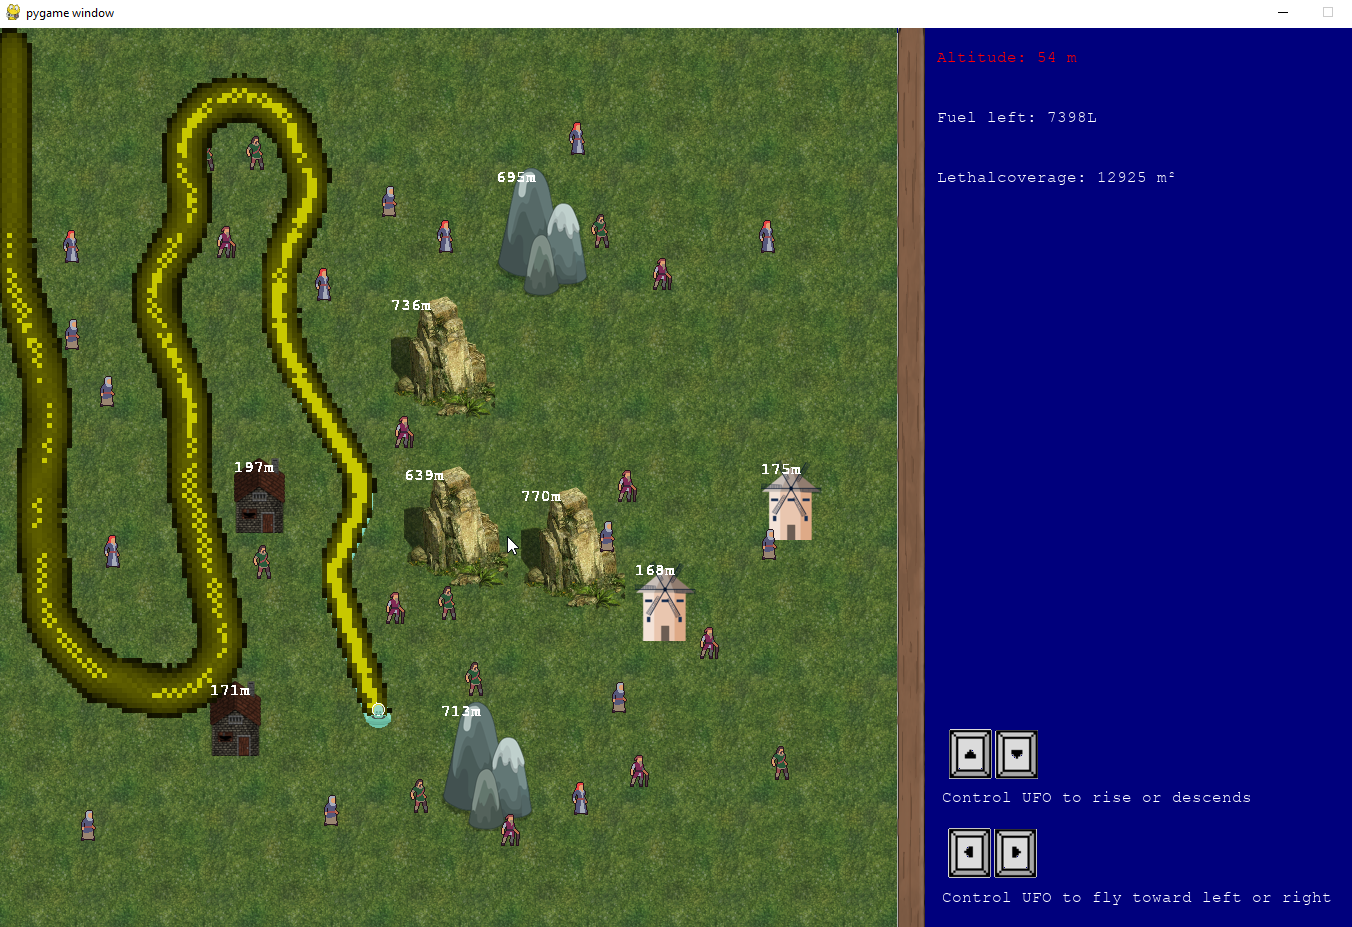 pygame window
Altitude: 54 m
Fuel left: 7398L
Lethalcoverage: 12925 m²
695m
736m
197m
639m
770m
175m
168m
171m
713m
Control UFO to rise or descends
Control UFO to fly toward left or right